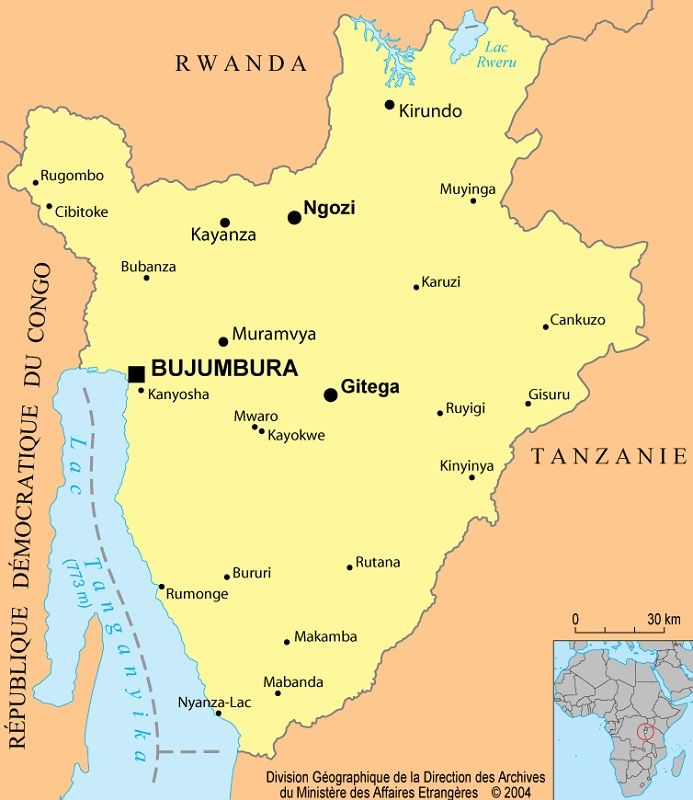 RWANDA
Lac
Rweru
Kirundo
Rugombo
Cibitoke
Muyinga
Ngozi
Kayanza
Bubanza
Karuzi
Cankuzo
Muramvya
BUJUMBURA
Kanyosha
Gitega
Gisuru
Ruyigi
Mwaro
Kayokwe
TANZANIE
Kinyinya
RÉPUBLIQUE DÉMOCRATIQUE DU CONGO
Lac Tanganyika
(773 m)
Bururi
Rutana
Rumonge
Makamba
Mabanda
Nyanza-Lac
0 30 km
Division Géographique de la Direction des Archives
du Ministère des Affaires Etrangères © 2004